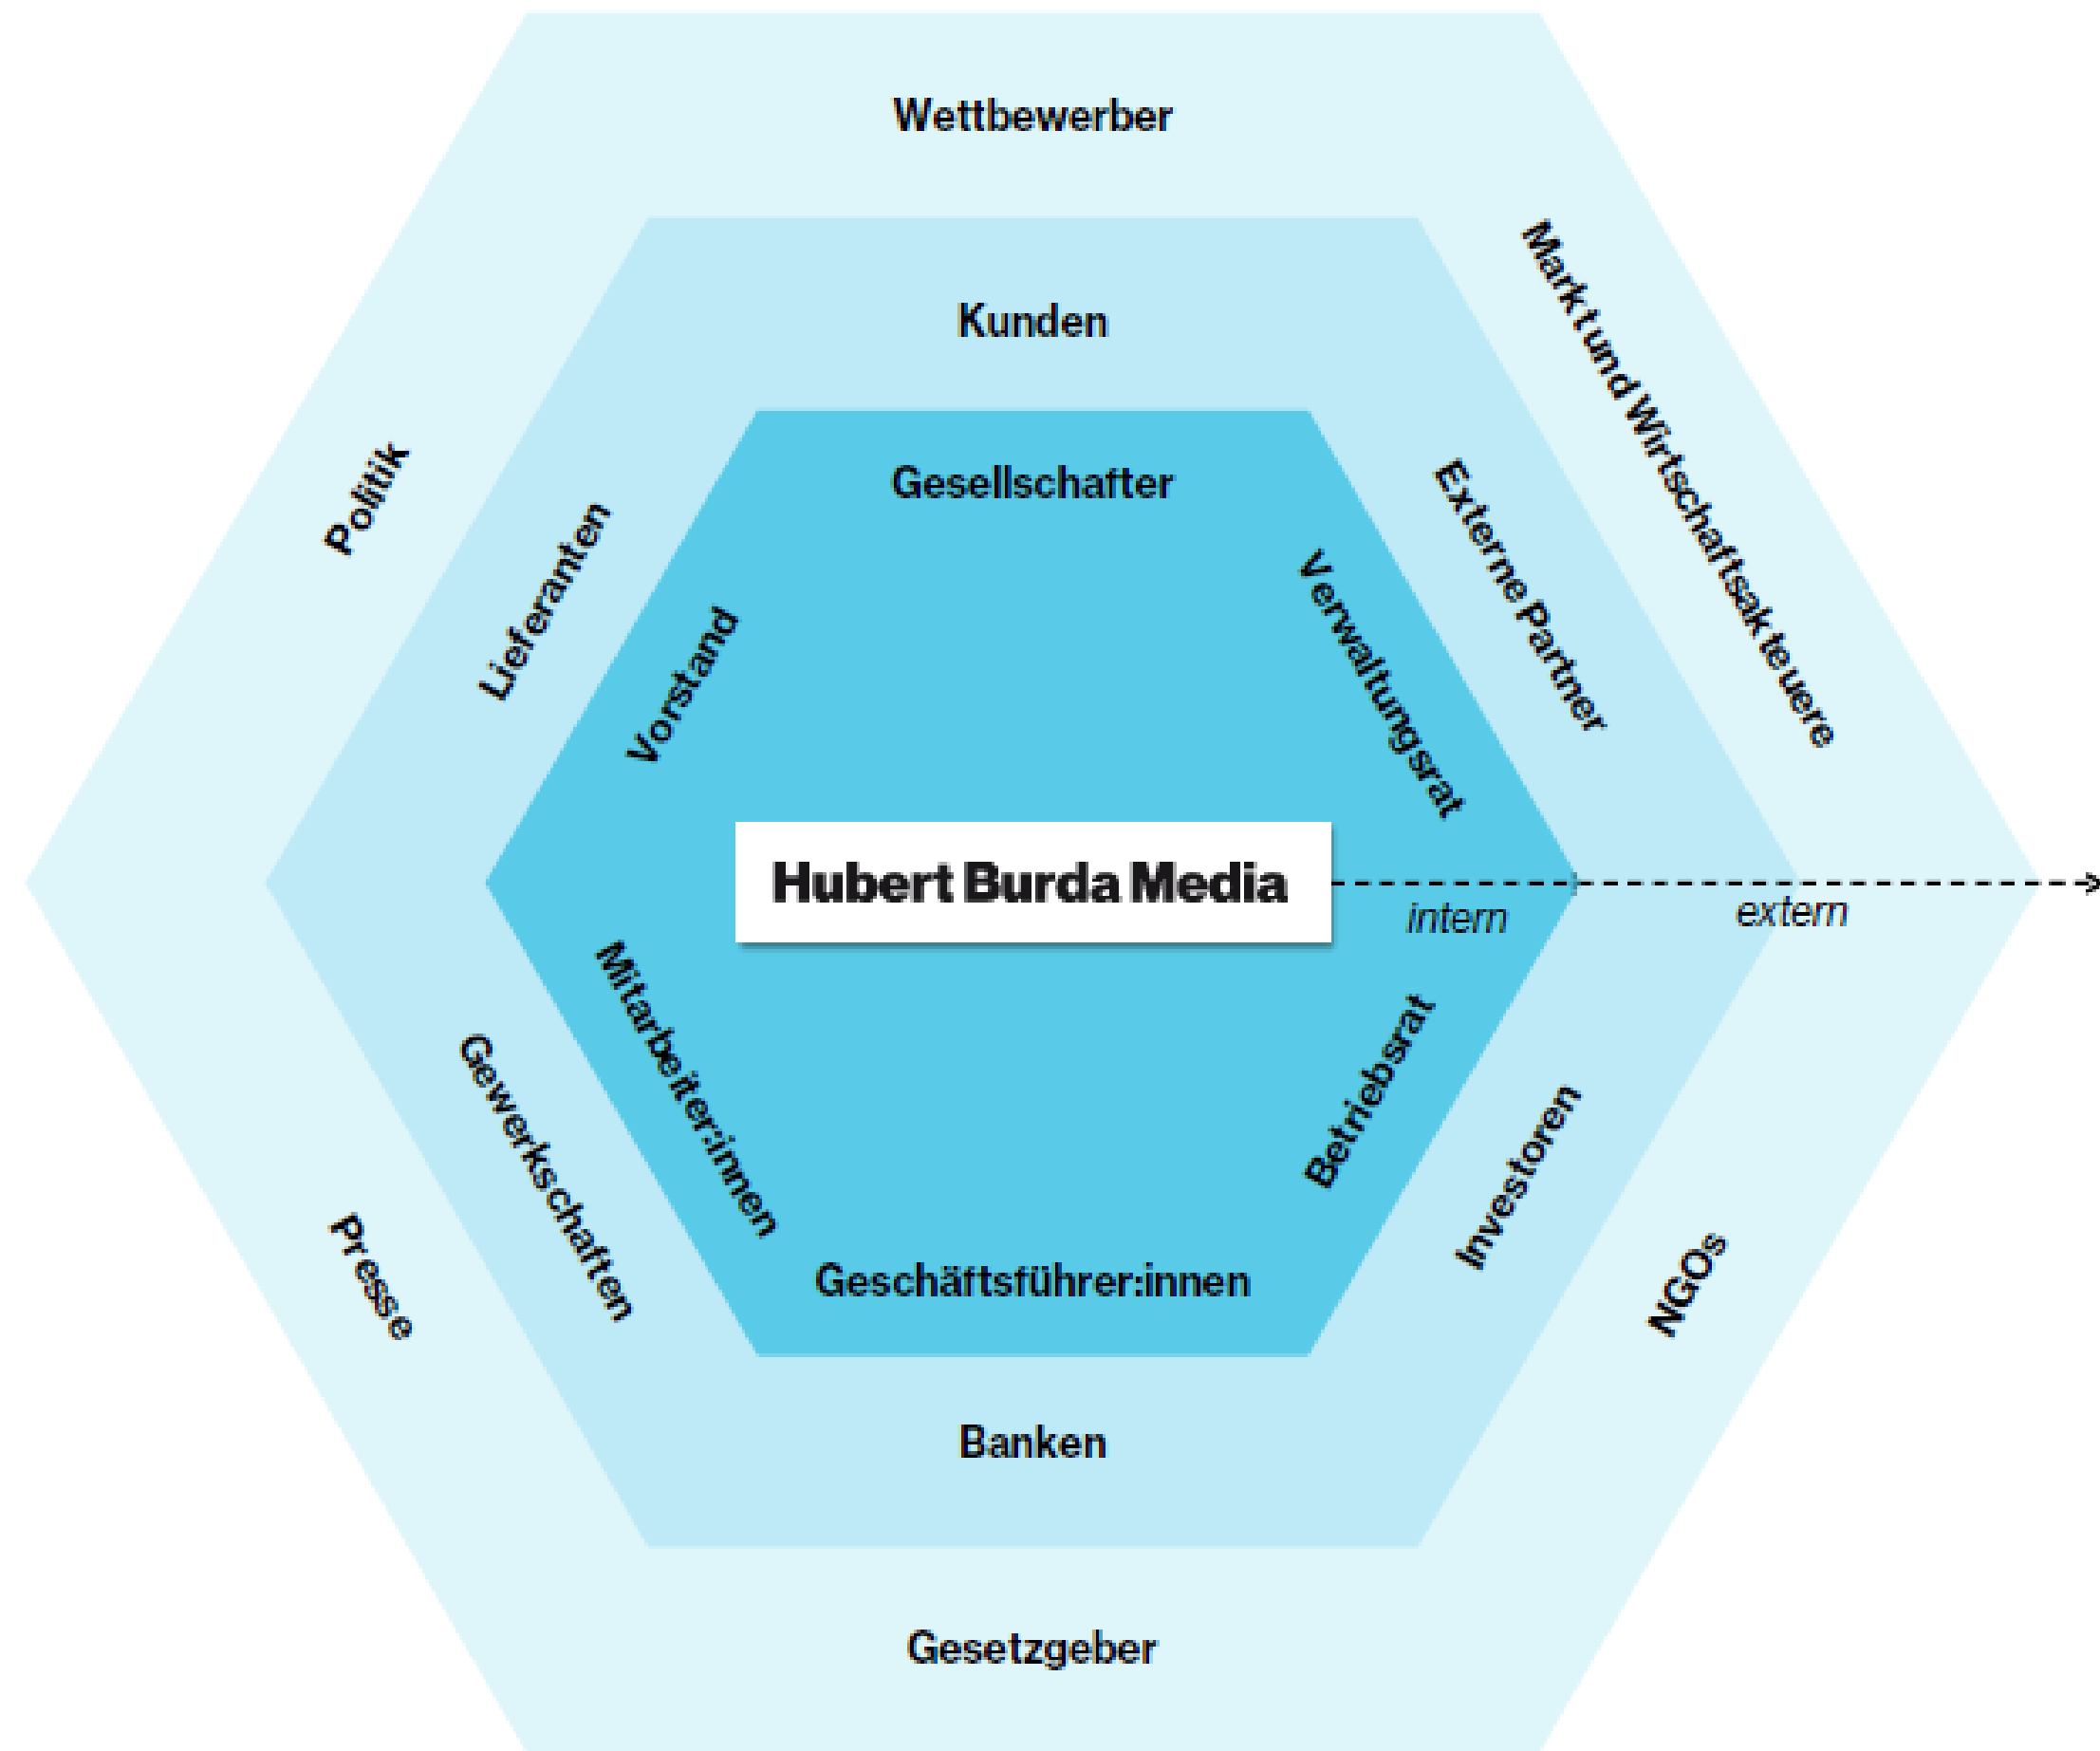 Wettbewerber
Markt und Wirtschaftsakteuere
Kunden
Politik
Externe Partner
Gesellschafter
Lieferanten
Verwaltungsrat
Vorstand
Hubert Burda Media
intern
extern
Mitarbeiter:innen
Betriebsrat
Gewerkschaften
Investoren
Presse
NGOs
Geschäftsführer:innen
Banken
Gesetzgeber